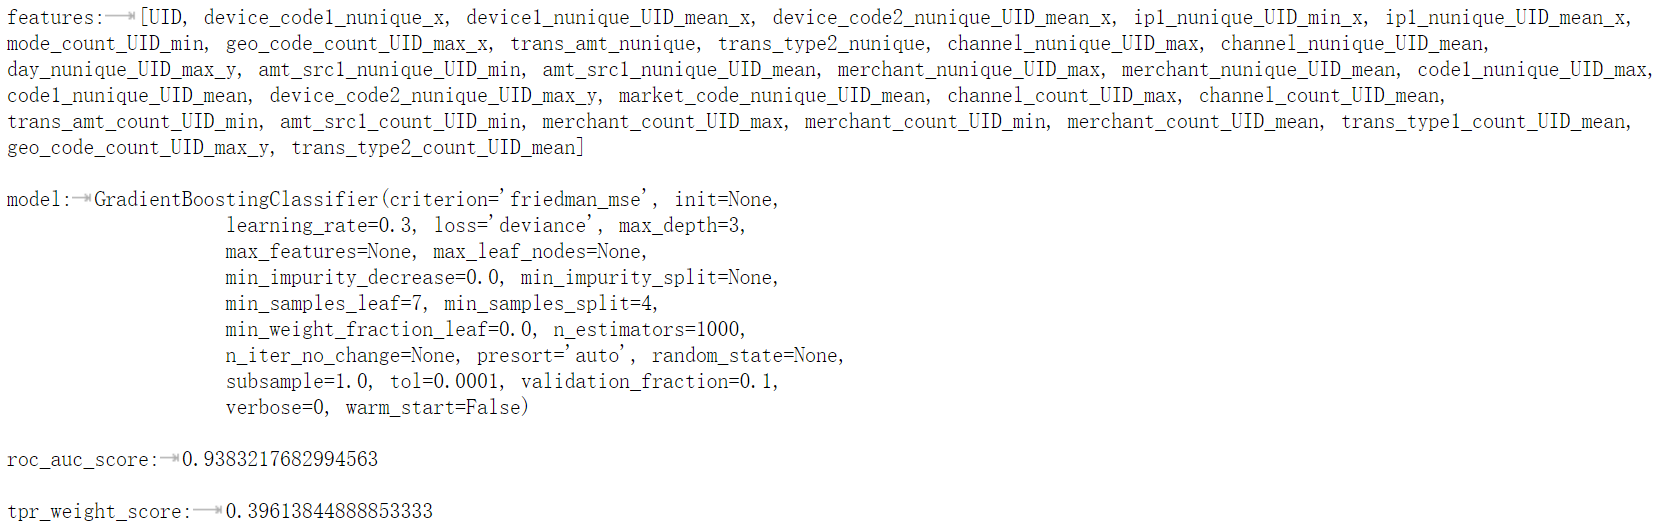 features: [UID, device_code1_nunique_x, device1_nunique_UID_mean_x, device_code2_nunique_UID_mean_x, ip1_nunique_UID_min_x, ip1_nunique_UID_mean_x,
mode_count_UID_min, geo_code_count_UID_max_x, trans_amt_nunique, trans_type2_nunique, channel_nunique_UID_max, channel_nunique_UID_mean,
day_nunique_UID_max_y, amt_src1_nunique_UID_min, amt_src1_nunique_UID_mean, merchant_nunique_UID_max, merchant_nunique_UID_mean, code1_nunique_UID_max,
code1_nunique_UID_mean, device_code2_nunique_UID_max_y, market_code_nunique_UID_mean, channel_count_UID_max, channel_count_UID_mean,
trans_amt_count_UID_min, amt_src1_count_UID_min, merchant_count_UID_max, merchant_count_UID_min, merchant_count_UID_mean, trans_type1_count_UID_mean,
geo_code_count_UID_max_y, trans_type2_count_UID_mean]
model: GradientBoostingClassifier(criterion='friedman_mse', init=None,
learning_rate=0.3, loss='deviance', max_depth=3,
max_features=None, max_leaf_nodes=None,
min_impurity_decrease=0.0, min_impurity_split=None,
min_samples_leaf=7, min_samples_split=4,
min_weight_fraction_leaf=0.0, n_estimators=1000,
n_iter_no_change=None, presort='auto', random_state=None,
subsample=1.0, tol=0.0001, validation_fraction=0.1,
verbose=0, warm_start=False)
roc_auc_score: 0.9383217682994563
tpr_weight_score: 0.39613844888853333